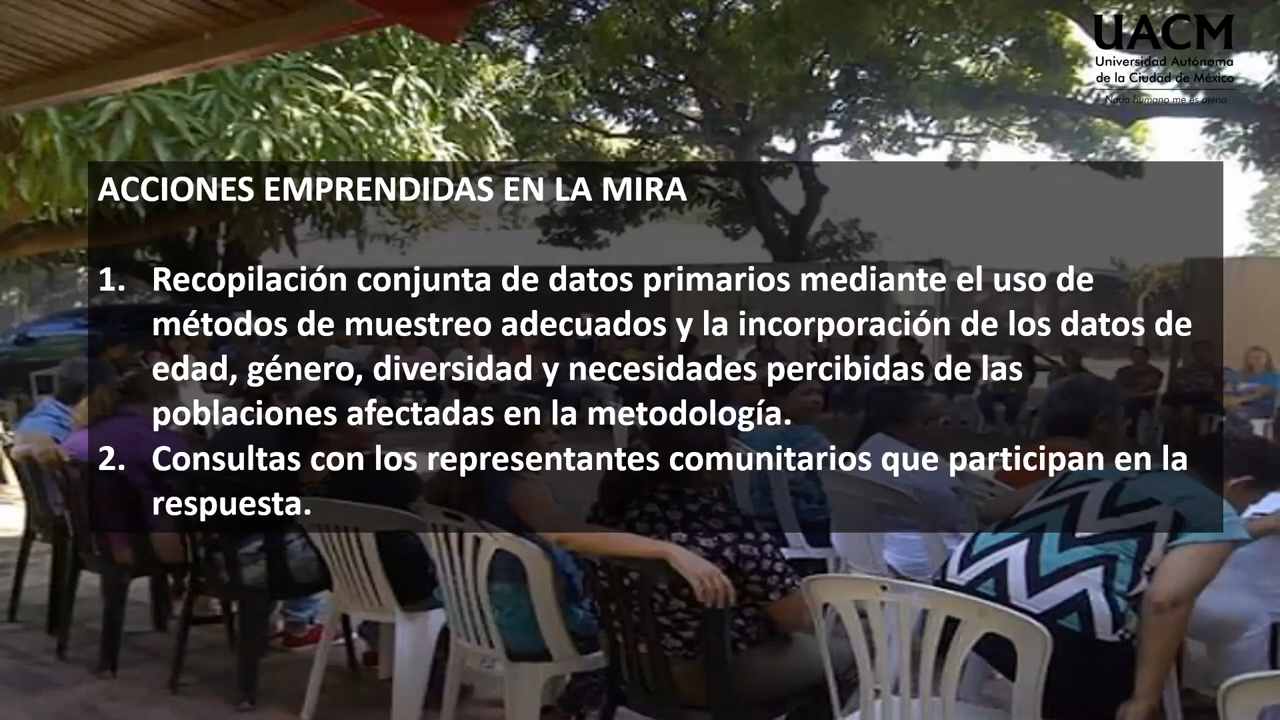 UACM
Universidad Autónoma
de la Ciudad de México
Nada humano me es ajeno
ACCIONES EMPRENDIDAS EN LA MIRA
1. Recopilación conjunta de datos primarios mediante el uso de
métodos de muestreo adecuados y la incorporación de los datos de
edad, género, diversidad y necesidades percibidas de las
poblaciones afectadas en la metodología.
2. Consultas con los representantes comunitarios que participan en la
respuesta.